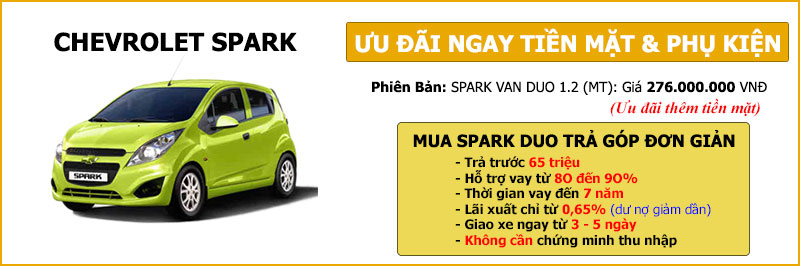 CHEVROLET SPARK
ƯU ĐÃI NGAY TIỀN MẶT & PHỤ KIỆN
Phiên Bản: SPARK VAN DUO 1.2 (MT): Giá 276.000.000 VNĐ
(Ưu đãi thêm tiền mặt)
MUA SPARK DUO TRẢ GÓP ĐƠN GIẢN
- Trả trước 65 triệu
- Hỗ trợ vay từ 80 đến 90%
- Thời gian vay đến 7 năm
- Lãi xuất chỉ từ 0,65% (dư nợ giảm dần)
- Giao xe ngay từ 3 - 5 ngày
- Không cần chứng minh thu nhập
SPARK